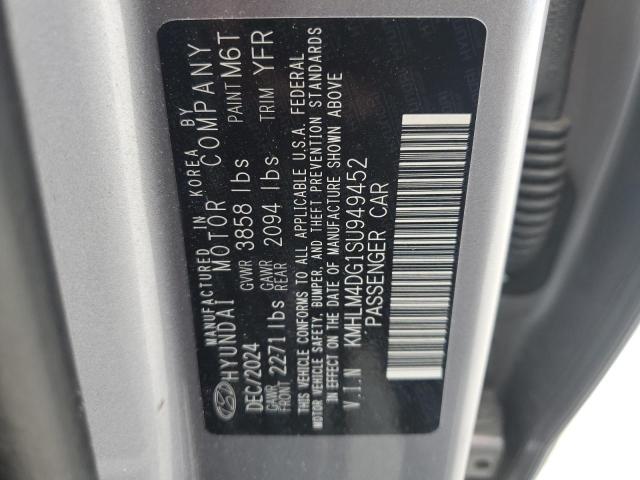 MANUFACTURED IN KOREA BY
HYUNDAI MOTOR COMPANY
DEC/2024 GVWR 3858 lbs PAINT M6T
GAWR FRONT 2271 lbs GAWR REAR 2094 lbs TRIM YFR
THIS VEHICLE CONFORMS TO ALL APPLICABLE U.S.A. FEDERAL
MOTOR VEHICLE SAFETY, BUMPER, AND THEFT PREVENTION STANDARDS
IN EFFECT ON THE DATE OF MANUFACTURE SHOWN ABOVE
V.I.N KMHLM4DG1SU949452
PASSENGER CAR